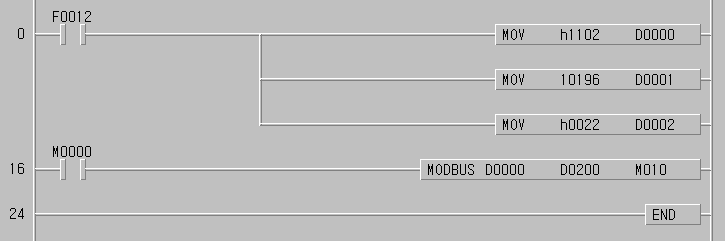 F0012
0 MOV h1102 D0000
MOV 10196 D0001
MOV h0022 D0002
M0000
16 MODBUS D0000 D0200 M010
24 END